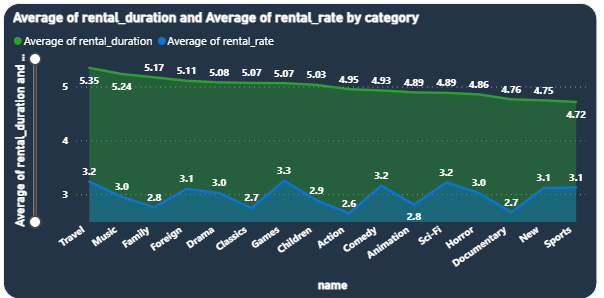 Average of rental_duration and Average of rental_rate by category
Average of rental_duration Average of rental_rate
Average of rental_duration and ...
5
4
3
5.35 5.24 5.17 5.11 5.08 5.07 5.07 5.03 4.95 4.93 4.89 4.89 4.86 4.76 4.75 4.72
3.2 3.0 2.8 3.1 3.0 2.7 3.3 2.9 2.6 3.2 2.8 3.2 3.0 2.7 3.1 3.1
Travel Music Family Foreign Drama Classics Games Children Action Comedy Animation Sci-Fi Horror Documentary New Sports
name